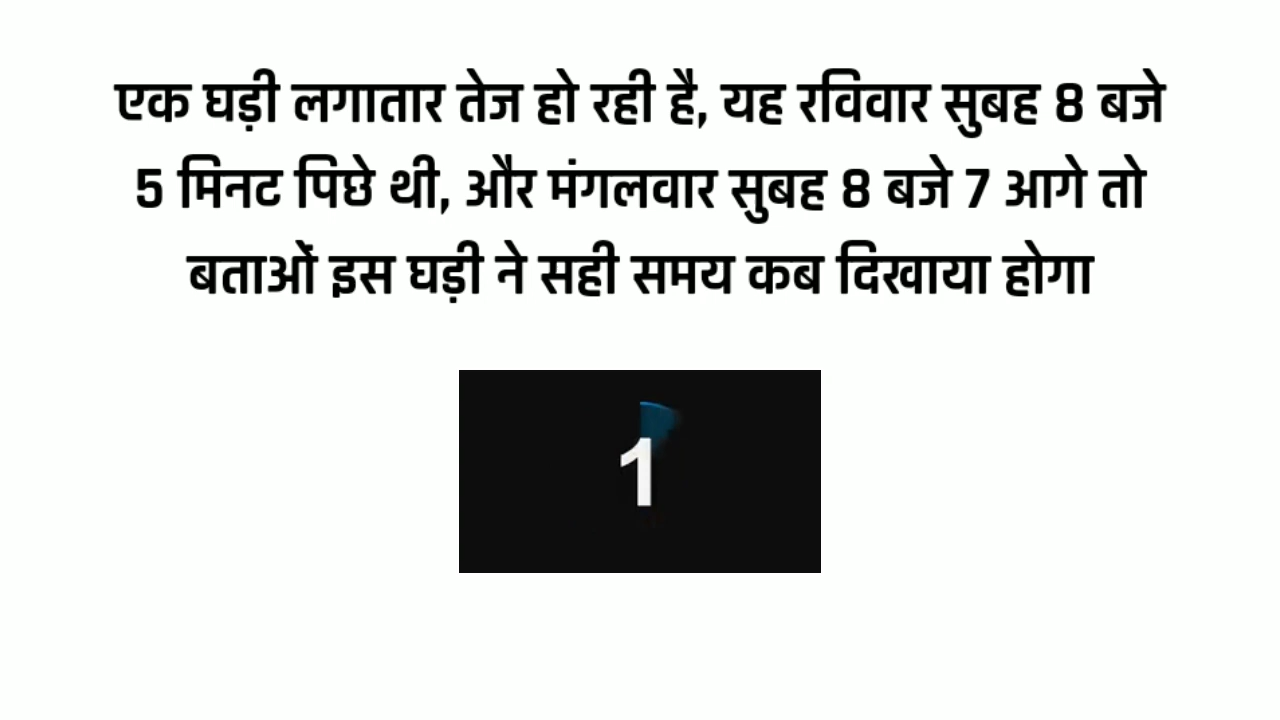 एक घड़ी लगातार तेज हो रही है, यह रविवार सुबह 8 बजे
5 मिनट पिछे थी, और मंगलवार सुबह 8 बजे 7 आगे तो
बताओं इस घड़ी ने सही समय कब दिखाया होगा
1